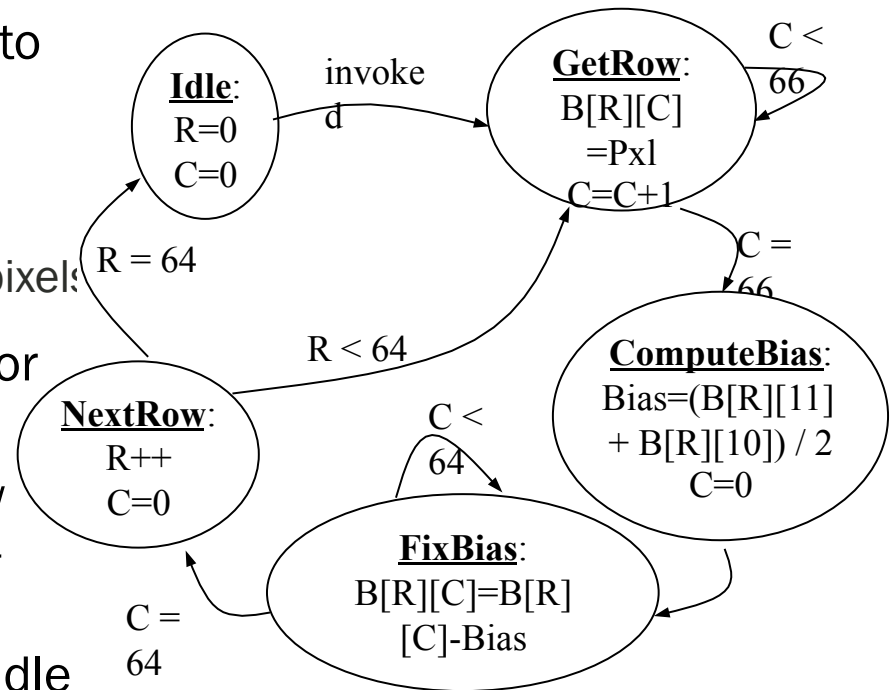 to
Idle:
R=0
C=0
invoke
d
GetRow:
B[R][C]
=Pxl
C=C+1
C <
66
R = 64
pixels
C =
66
or
R < 64
ComputeBias:
Bias=(B[R][11]
+ B[R][10]) / 2
C=0
NextRow:
R++
C=0
C <
64
FixBias:
B[R][C]=B[R]
[C]-Bias
C =
64
dle